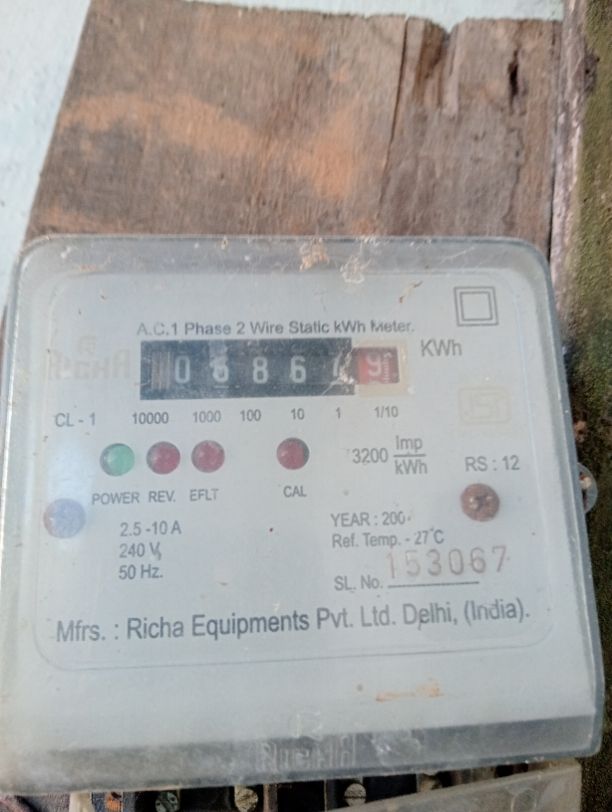 A.C.1 Phase 2 Wire Static kWh Meter.
KWh
CL - 1 10000 1000 100 10 1 1/10
3200 Imp/kWh
RS : 12
POWER REV. EFLT CAL
2.5 -10 A
240 V,
50 Hz.
YEAR : 200
Ref. Temp. - 27°C
SL. No. 153067
Mfrs. : Richa Equipments Pvt. Ltd. Delhi, (India).